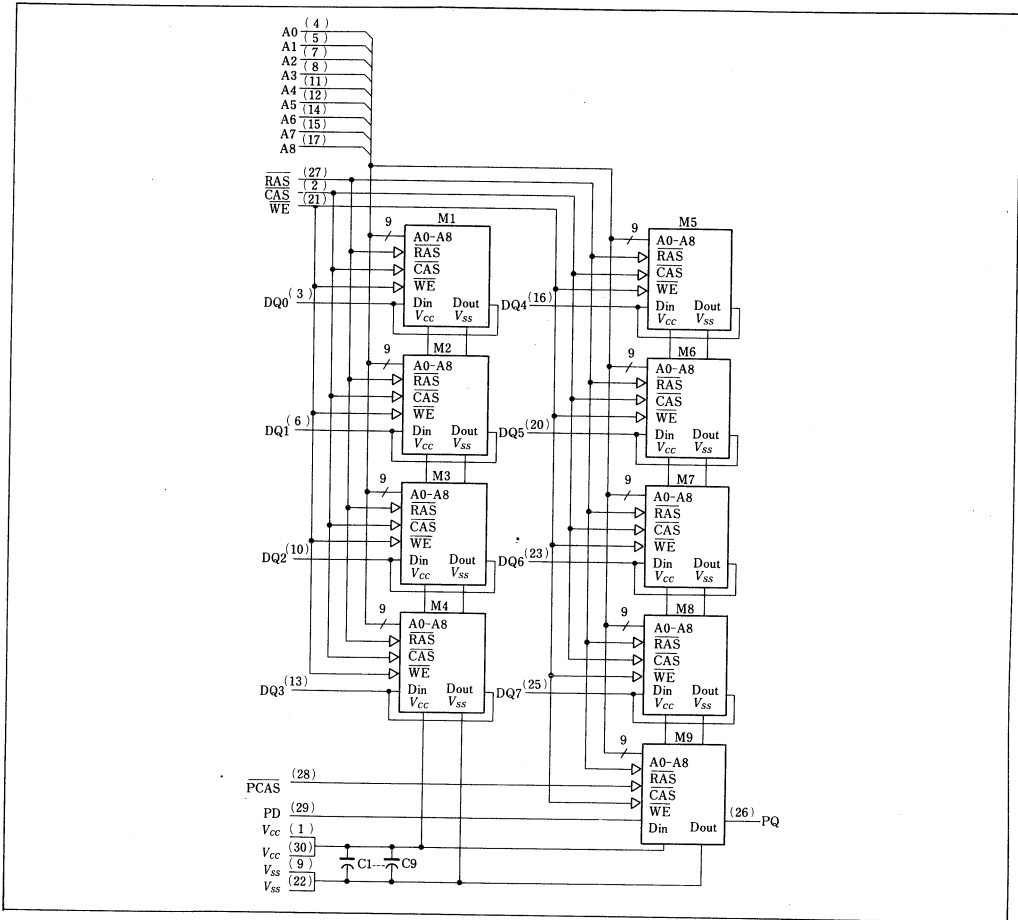 A0 (4)
A1 (5)
A2 (7)
A3 (8)
A4 (11)
A5 (12)
A6 (14)
A7 (15)
A8 (17)
RAS (27)
CAS (2)
WE (21)
M1
9
A0-A8
RAS
CAS
WE
DQ0 (3) Din Dout
Vcc Vss
M2
9
A0-A8
RAS
CAS
WE
DQ1 (6) Din Dout
Vcc Vss
M3
9
A0-A8
RAS
CAS
WE
DQ2 (10) Din Dout
Vcc Vss
M4
9
A0-A8
RAS
CAS
WE
DQ3 (13) Din Dout
Vcc Vss
M5
9
A0-A8
RAS
CAS
WE
DQ4 (16) Din Dout
Vcc Vss
M6
9
A0-A8
RAS
CAS
WE
DQ5 (20) Din Dout
Vcc Vss
M7
9
A0-A8
RAS
CAS
WE
DQ6 (23) Din Dout
Vcc Vss
M8
9
A0-A8
RAS
CAS
WE
DQ7 (25) Din Dout
Vcc Vss
M9
9
A0-A8
RAS
CAS
WE
Din Dout (26) PQ
PCAS (28)
PD (29)
Vcc (1)
Vcc (30)
Vss (9)
Vss (22)
C1---C9